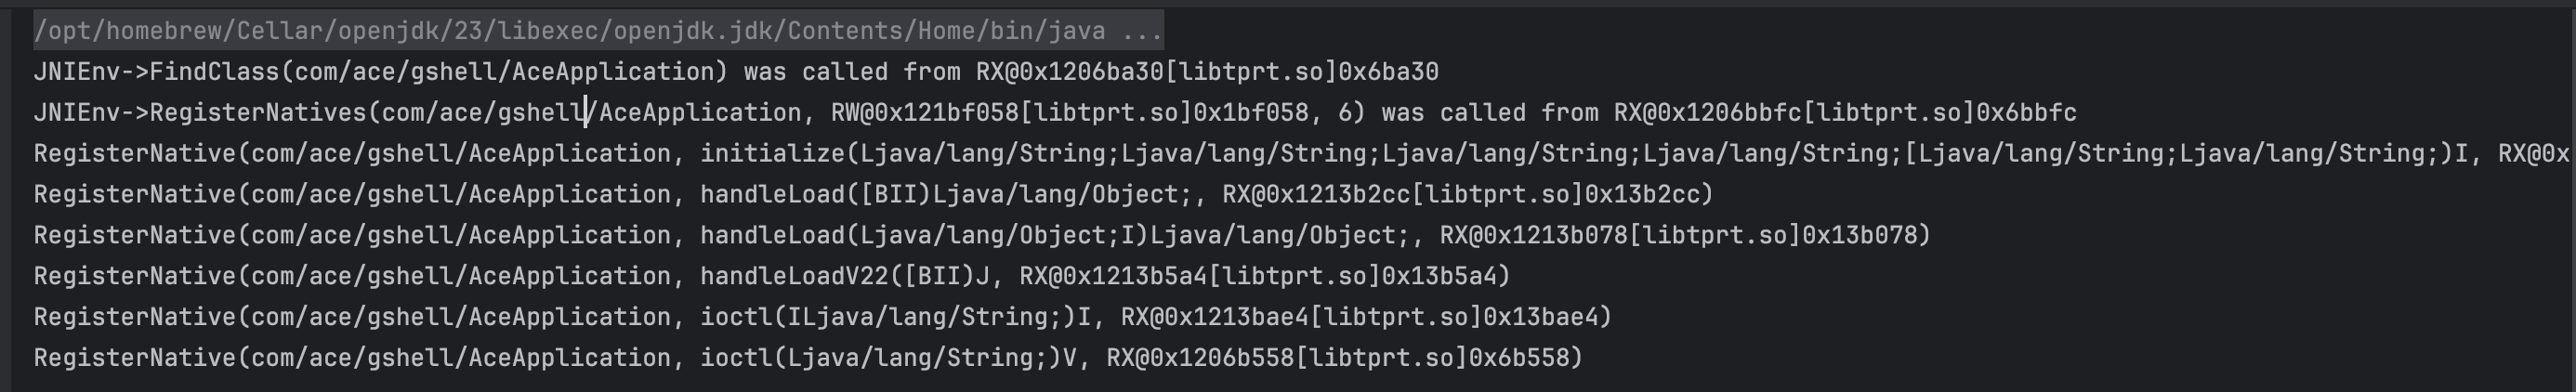 /opt/homebrew/Cellar/openjdk/23/libexec/openjdk.jdk/Contents/Home/bin/java ...
JNIEnv->FindClass(com/ace/gshell/AceApplication) was called from RX@0x1206ba30[libtprt.so]0x6ba30
JNIEnv->RegisterNatives(com/ace/gshell/AceApplication, RW@0x121bf058[libtprt.so]0x1bf058, 6) was called from RX@0x1206bbfc[libtprt.so]0x6bbfc
RegisterNative(com/ace/gshell/AceApplication, initialize(Ljava/lang/String;Ljava/lang/String;Ljava/lang/String;Ljava/lang/String;[Ljava/lang/String;Ljava/lang/String;)I, RX@0x
RegisterNative(com/ace/gshell/AceApplication, handleLoad([BII)Ljava/lang/Object;, RX@0x1213b2cc[libtprt.so]0x13b2cc)
RegisterNative(com/ace/gshell/AceApplication, handleLoad(Ljava/lang/Object;I)Ljava/lang/Object;, RX@0x1213b078[libtprt.so]0x13b078)
RegisterNative(com/ace/gshell/AceApplication, handleLoadV22([BII)J, RX@0x1213b5a4[libtprt.so]0x13b5a4)
RegisterNative(com/ace/gshell/AceApplication, ioctl(ILjava/lang/String;)I, RX@0x1213bae4[libtprt.so]0x13bae4)
RegisterNative(com/ace/gshell/AceApplication, ioctl(Ljava/lang/String;)V, RX@0x1206b558[libtprt.so]0x6b558)